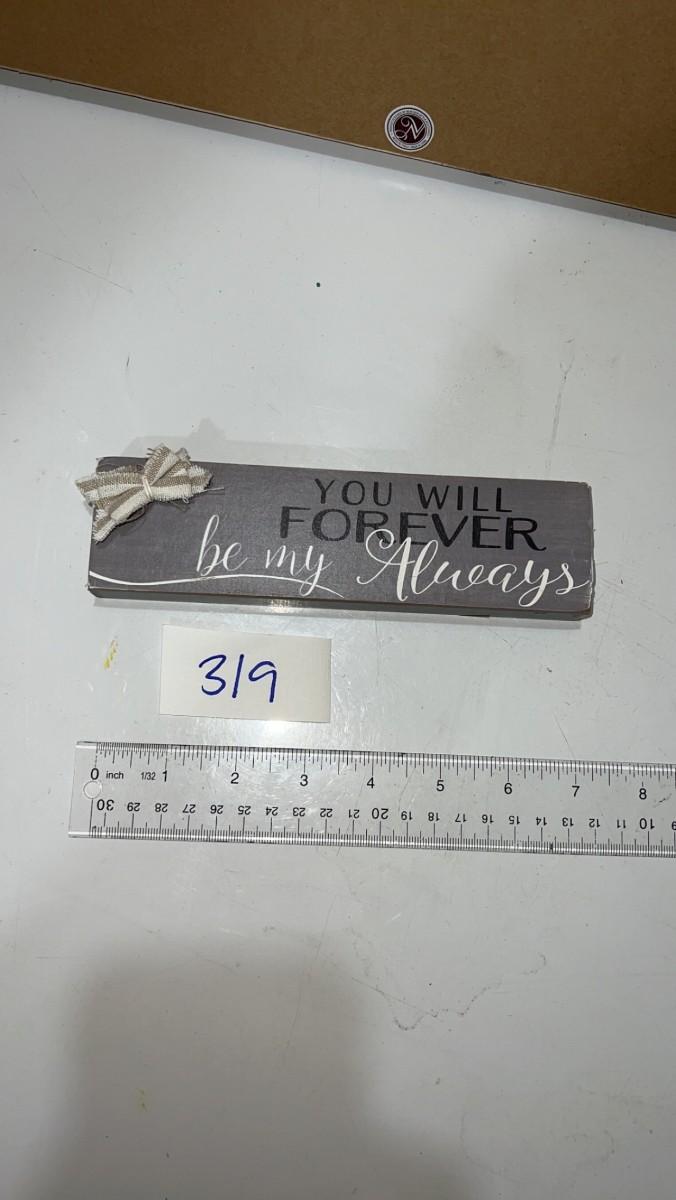 YOU WILL
FOREVER
be my Always
319
0 inch 1/32 1 2 3 4 5 6 7 8
30 29 28 27 26 25 24 23 22 21 20 19 18 17 16 15 14 13 12 11 10 9